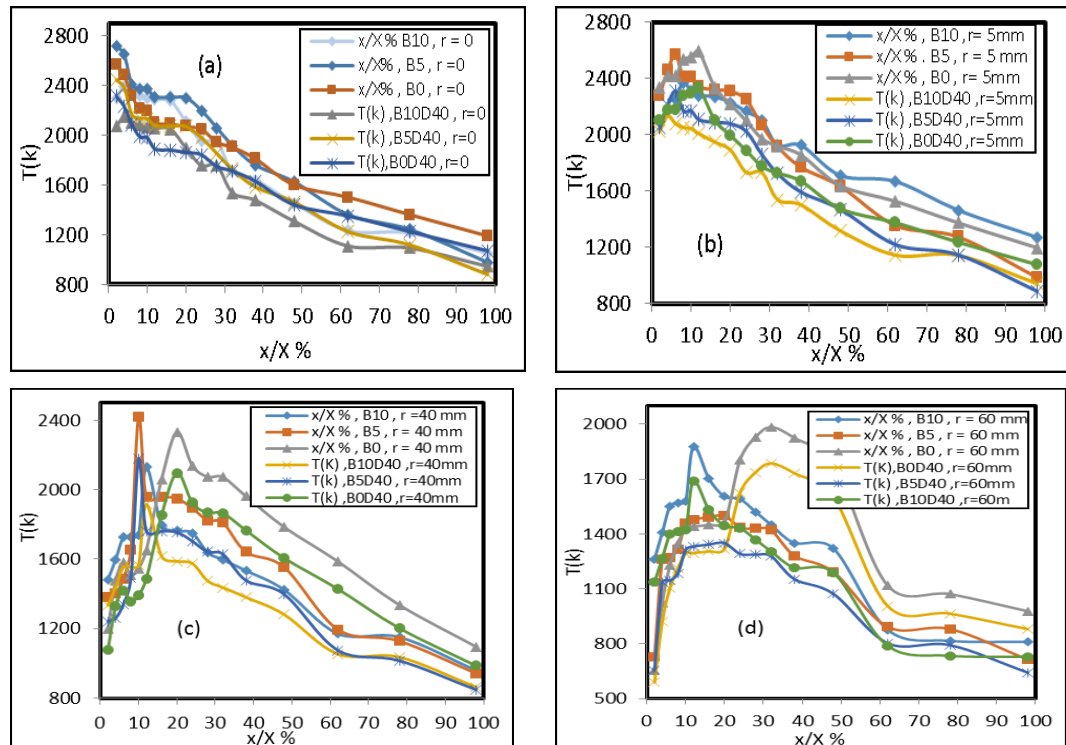 2800
2400
2000
1600
1200
800
T(k)
(a)
x/X% B10 , r = 0
x/X% , B5 , r =0
x/X% , B0 , r =0
T(k) ,B10D40 , r=0
T(k) ,B5D40 , r=0
T(k) ,B0D40 , r=0
0 10 20 30 40 50 60 70 80 90 100
x/X %
2800
2400
2000
1600
1200
800
T(k)
(b)
x/X % , B10 ,r= 5mm
x/X % , B5 , r= 5 mm
x/X % , B0 , r= 5mm
T(k) ,B10D40 ,r=5mm
T(k) ,B5D40 ,r=5mm
T(k) ,B0D40 ,r=5mm
0 10 20 30 40 50 60 70 80 90 100
x/X %
2400
2000
1600
1200
800
T(k)
(c)
x/X % , B10 , r =40 mm
x/X % , B5 , r = 40 mm
x/X % , B0 , r = 40 mm
T(K) ,B10D40 ,r=40mm
T(k) ,B5D40 ,r=40mm
T(k) ,B0D40 ,r=40mm
0 10 20 30 40 50 60 70 80 90 100
x/X %
2000
1700
1400
1100
800
500
T(k)
(d)
x/X % , B10 , r = 60 mm
x/X % , B5 , r = 60 mm
x/X % , B0 , r = 60 mm
T(K) ,B0D40 ,r=60mm
T(k) ,B5D40 ,r=60mm
T(k) ,B10D40 ,r=60m
0 10 20 30 40 50 60 70 80 90 100
x/X %